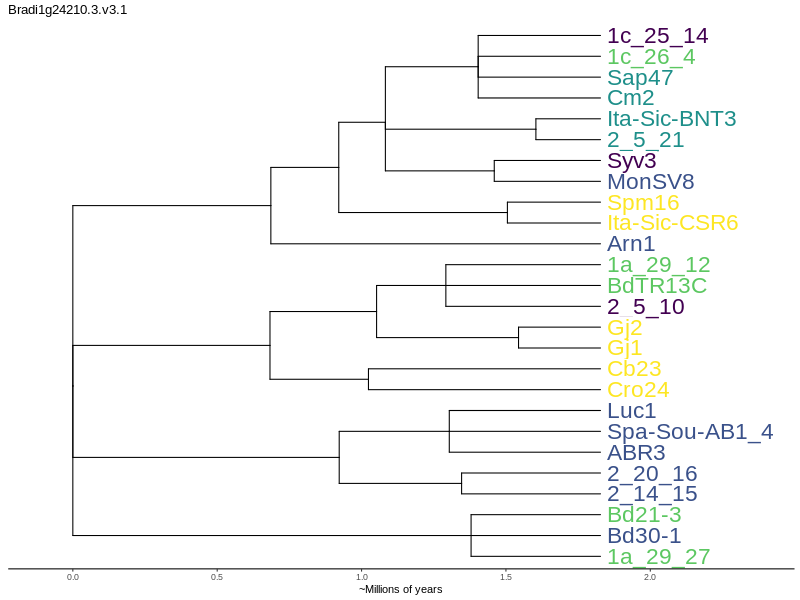 Bradi1g24210.3.v3.1
1c_25_14
1c_26_4
Sap47
Cm2
Ita-Sic-BNT3
2_5_21
Syv3
MonSV8
Spm16
Ita-Sic-CSR6
Arn1
1a_29_12
BdTR13C
2_5_10
Gj2
Gj1
Cb23
Cro24
Luc1
Spa-Sou-AB1_4
ABR3
2_20_16
2_14_15
Bd21-3
Bd30-1
1a_29_27
0.0 0.5 1.0 1.5 2.0
~Millions of years